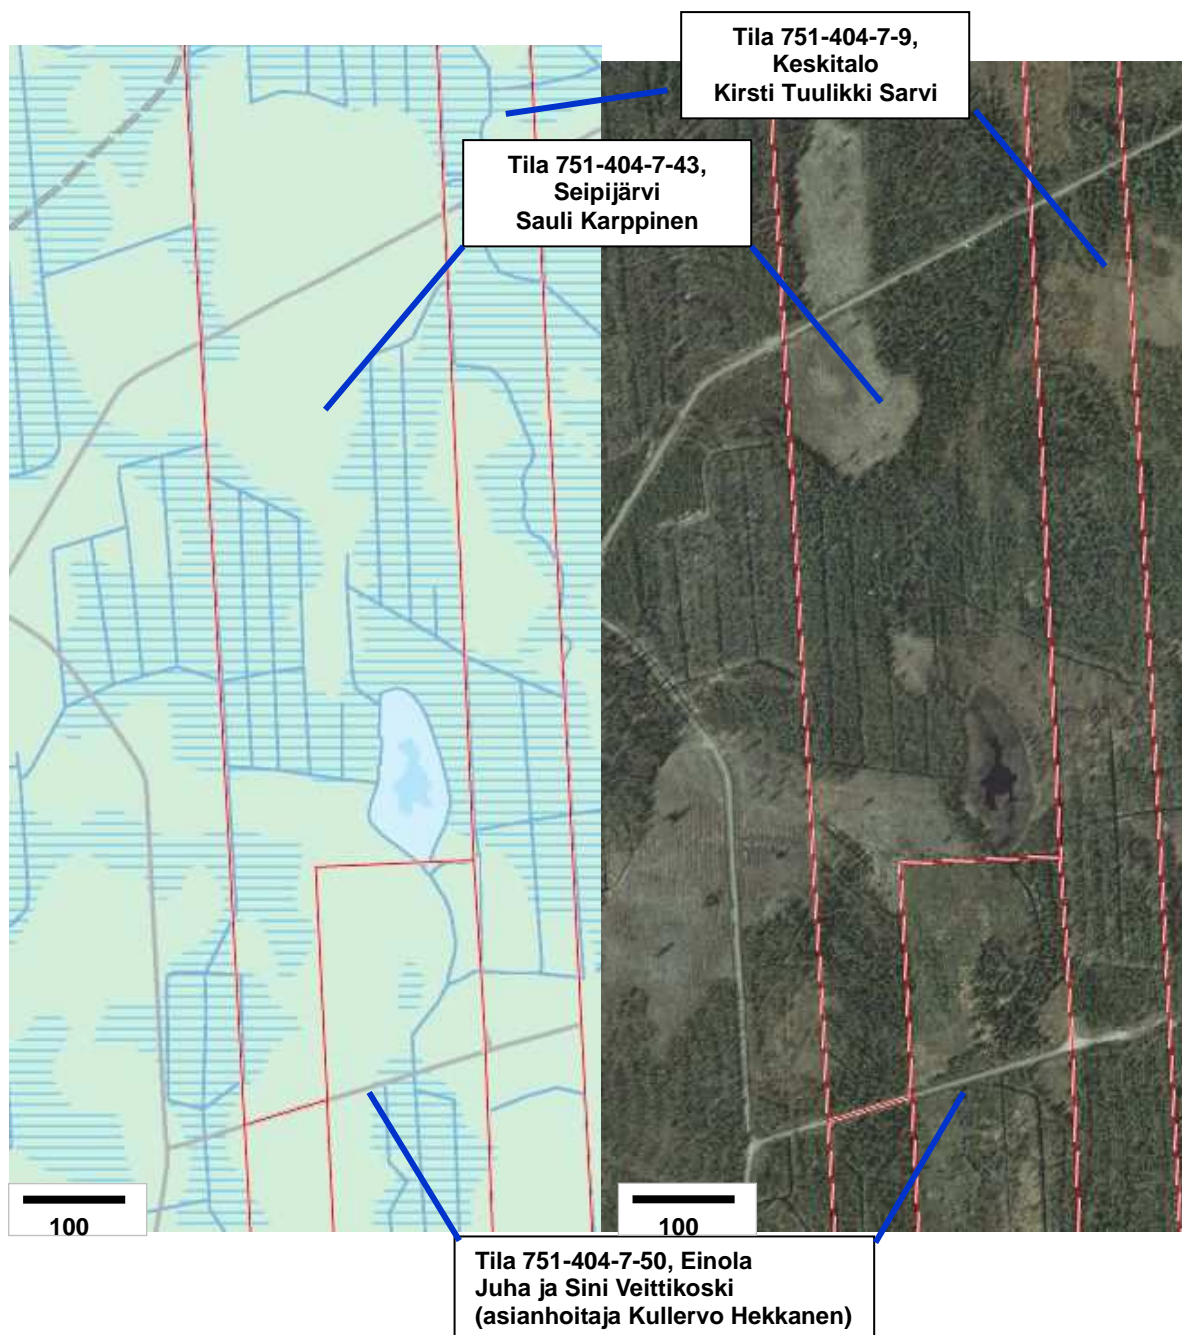 Tila 751-404-7-9,
Keskitalo
Kirsti Tuulikki Sarvi
Tila 751-404-7-43,
Seipijärvi
Sauli Karppinen
100
100
Tila 751-404-7-50, Einola
Juha ja Sini Veittikoski
(asianhoitaja Kullervo Hekkanen)